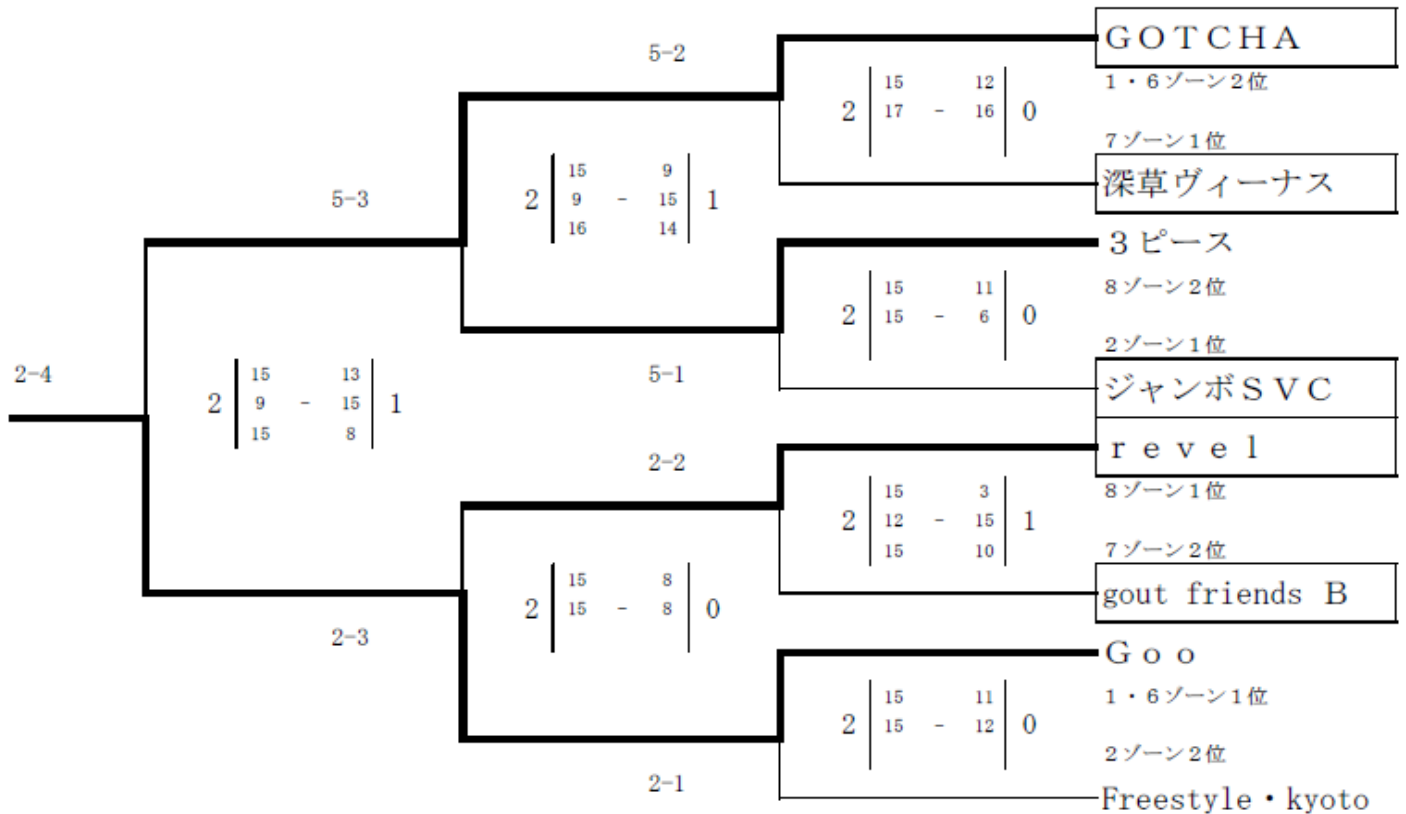 5-2
ＧＯＴＣＨＡ
15 12
1・6ゾーン2位
2 17 - 16 0
7ゾーン1位
15 9
深草ヴィーナス
5-3
2 9 - 15 1
16 14
３ピース
15 11
8ゾーン2位
2 15 - 6 0
2ゾーン1位
2-4
15 13
5-1
ジャンボＳＶＣ
2 9 - 15 1
15 8
ｒｅｖｅｌ
2-2
15 3
8ゾーン1位
2 12 - 15 1
15 10
7ゾーン2位
15 8
gout friends B
2 15 - 8 0
2-3
Ｇｏｏ
15 11
1・6ゾーン1位
2 15 - 12 0
2ゾーン2位
2-1
Freestyle・kyoto